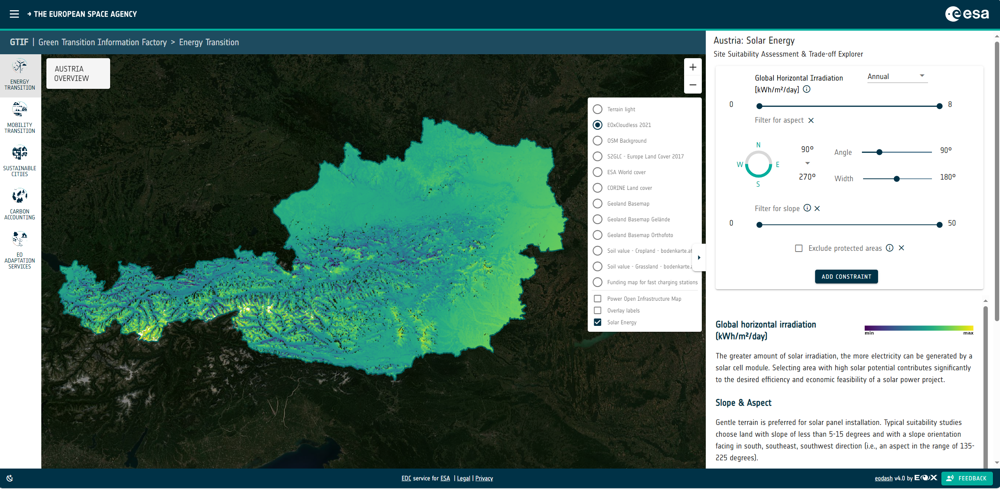 → THE EUROPEAN SPACE AGENCY
esa
GTIF | Green Transition Information Factory > Energy Transition
ENERGY
TRANSITION
MOBILITY
TRANSITION
SUSTAINABLE
CITIES
CARBON
ACCOUNTING
EO
ADAPTATION
SERVICES
AUSTRIA
OVERVIEW
+
−
Terrain light
EOxCloudless 2021
OSM Background
S2GLC - Europe Land Cover 2017
ESA World cover
CORINE Land cover
Geoland Basemap
Geoland Basemap Gelände
Geoland Basemap Orthofoto
Soil value - Cropland - bodenkarte.at
Soil value - Grassland - bodenkarte.a
Funding map for fast charging stations
Power Open Infrastructure Map
Overlay labels
Solar Energy
Austria: Solar Energy
Site Suitability Assessment & Trade-off Explorer
Global Horizontal Irradiation
[kWh/m²/day]
Annual
0 8
Filter for aspect
N
W E
S
90º
270º
Angle 90º
Width 180º
Filter for slope
0 50
Exclude protected areas
ADD CONSTRAINT
Global horizontal irradiation
(kWh/m²/day)
min max
The greater amount of solar irradiation, the more electricity can be generated by a
solar cell module. Selecting area with high solar potential contributes significantly
to the desired efficiency and economic feasibility of a solar power project.
Slope & Aspect
Gentle terrain is preferred for solar panel installation. Typical suitability studies
choose land with slope of less than 5-15 degrees and with a slope orientation
facing in south, southeast, southwest direction (i.e., an aspect in the range of 135-
225 degrees).
EDC service for ESA | Legal | Privacy
eodash v4.0 by EOX
FEEDBACK